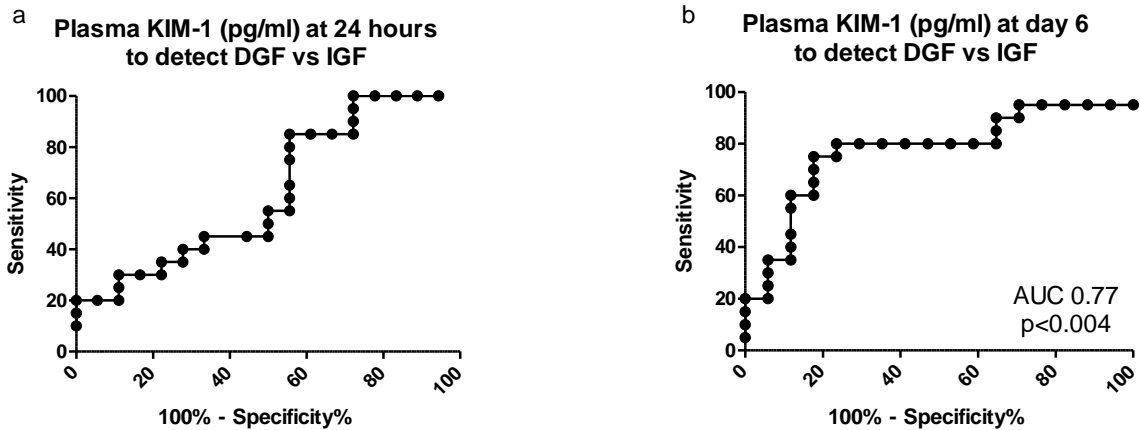 a
Plasma KIM-1 (pg/ml) at 24 hours
to detect DGF vs IGF
Sensitivity
100
80
60
40
20
0
0
20
40
60
80
100
100% - Specificity%
b
Plasma KIM-1 (pg/ml) at day 6
to detect DGF vs IGF
Sensitivity
100
80
60
40
20
0
AUC 0.77
p<0.004
0
20
40
60
80
100
100% - Specificity%